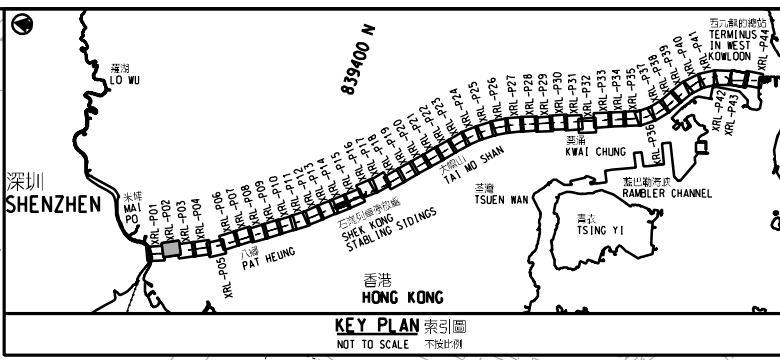 西九龍的總站
TERMINUS
IN WEST
KOWLOON
839400 N
羅湖
LO WU
深圳
SHENZHEN
米埔
MAI
PO
XRL-P01
XRL-P02
XRL-P03
XRL-P04
XRL-P05
XRL-P06
XRL-P07
XRL-P08
XRL-P09
XRL-P10
XRL-P11
XRL-P12
XRL-P13
XRL-P14
XRL-P15
XRL-P16
XRL-P17
XRL-P18
XRL-P19
XRL-P20
XRL-P21
XRL-P22
XRL-P23
XRL-P24
XRL-P25
XRL-P26
XRL-P27
XRL-P28
XRL-P29
XRL-P30
XRL-P31
XRL-P32
XRL-P33
XRL-P34
XRL-P35
XRL-P36
XRL-P37
XRL-P38
XRL-P39
XRL-P40
XRL-P41
XRL-P42
XRL-P43
XRL-P44
八鄉
PAT HEUNG
SHEK KONG
STABLING SIDINGS
大帽山
TAI MO SHAN
葵涌
KWAI CHUNG
荃灣
TSUEN WAN
藍巴勒海峽
RAMBLER CHANNEL
青衣
TSING YI
香港
HONG KONG
KEY PLAN 索引圖
NOT TO SCALE 不按比例